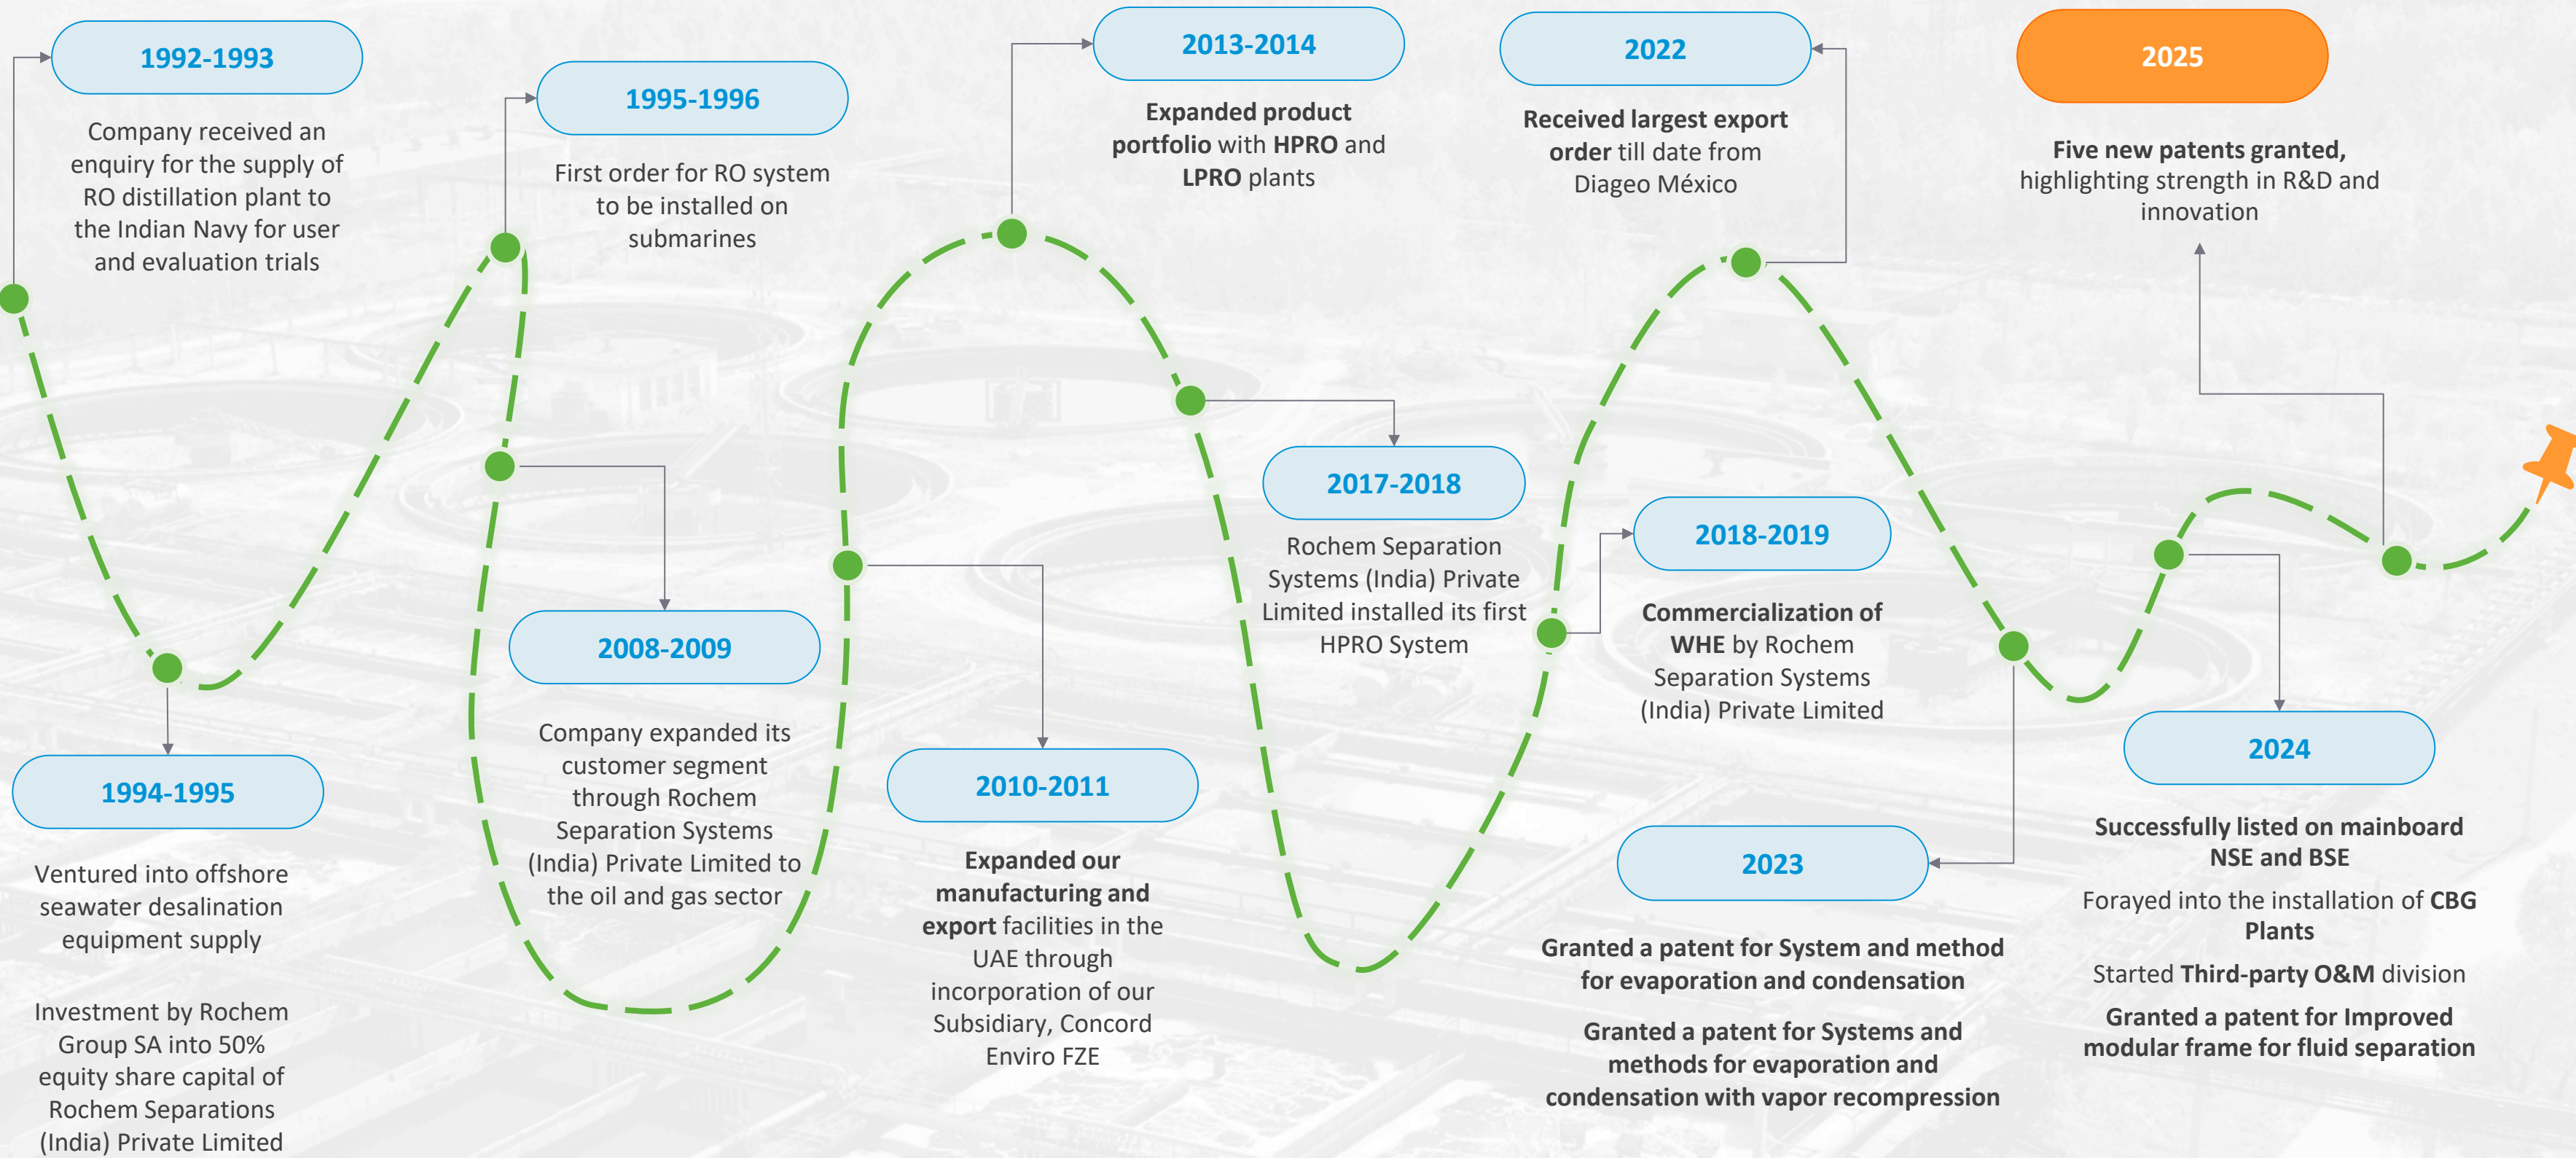 1992-1993
Company received an
enquiry for the supply of
RO distillation plant to
the Indian Navy for user
and evaluation trials
1994-1995
Ventured into offshore
seawater desalination
equipment supply
Investment by Rochem
Group SA into 50%
equity share capital of
Rochem Separations
(India) Private Limited
1995-1996
First order for RO system
to be installed on
submarines
2008-2009
Company expanded its
customer segment
through Rochem
Separation Systems
(India) Private Limited to
the oil and gas sector
2010-2011
Expanded our
manufacturing and
export facilities in the
UAE through
incorporation of our
Subsidiary, Concord
Enviro FZE
2013-2014
Expanded product
portfolio with HPRO and
LPRO plants
2017-2018
Rochem Separation
Systems (India) Private
Limited installed its first
HPRO System
2018-2019
Commercialization of
WHE by Rochem
Separation Systems
(India) Private Limited
2022
Received largest export
order till date from
Diageo México
2023
Granted a patent for System and method
for evaporation and condensation
Granted a patent for Systems and
methods for evaporation and
condensation with vapor recompression
2024
Successfully listed on mainboard
NSE and BSE
Forayed into the installation of CBG
Plants
Started Third-party O&M division
Granted a patent for Improved
modular frame for fluid separation
2025
Five new patents granted,
highlighting strength in R&D and
innovation